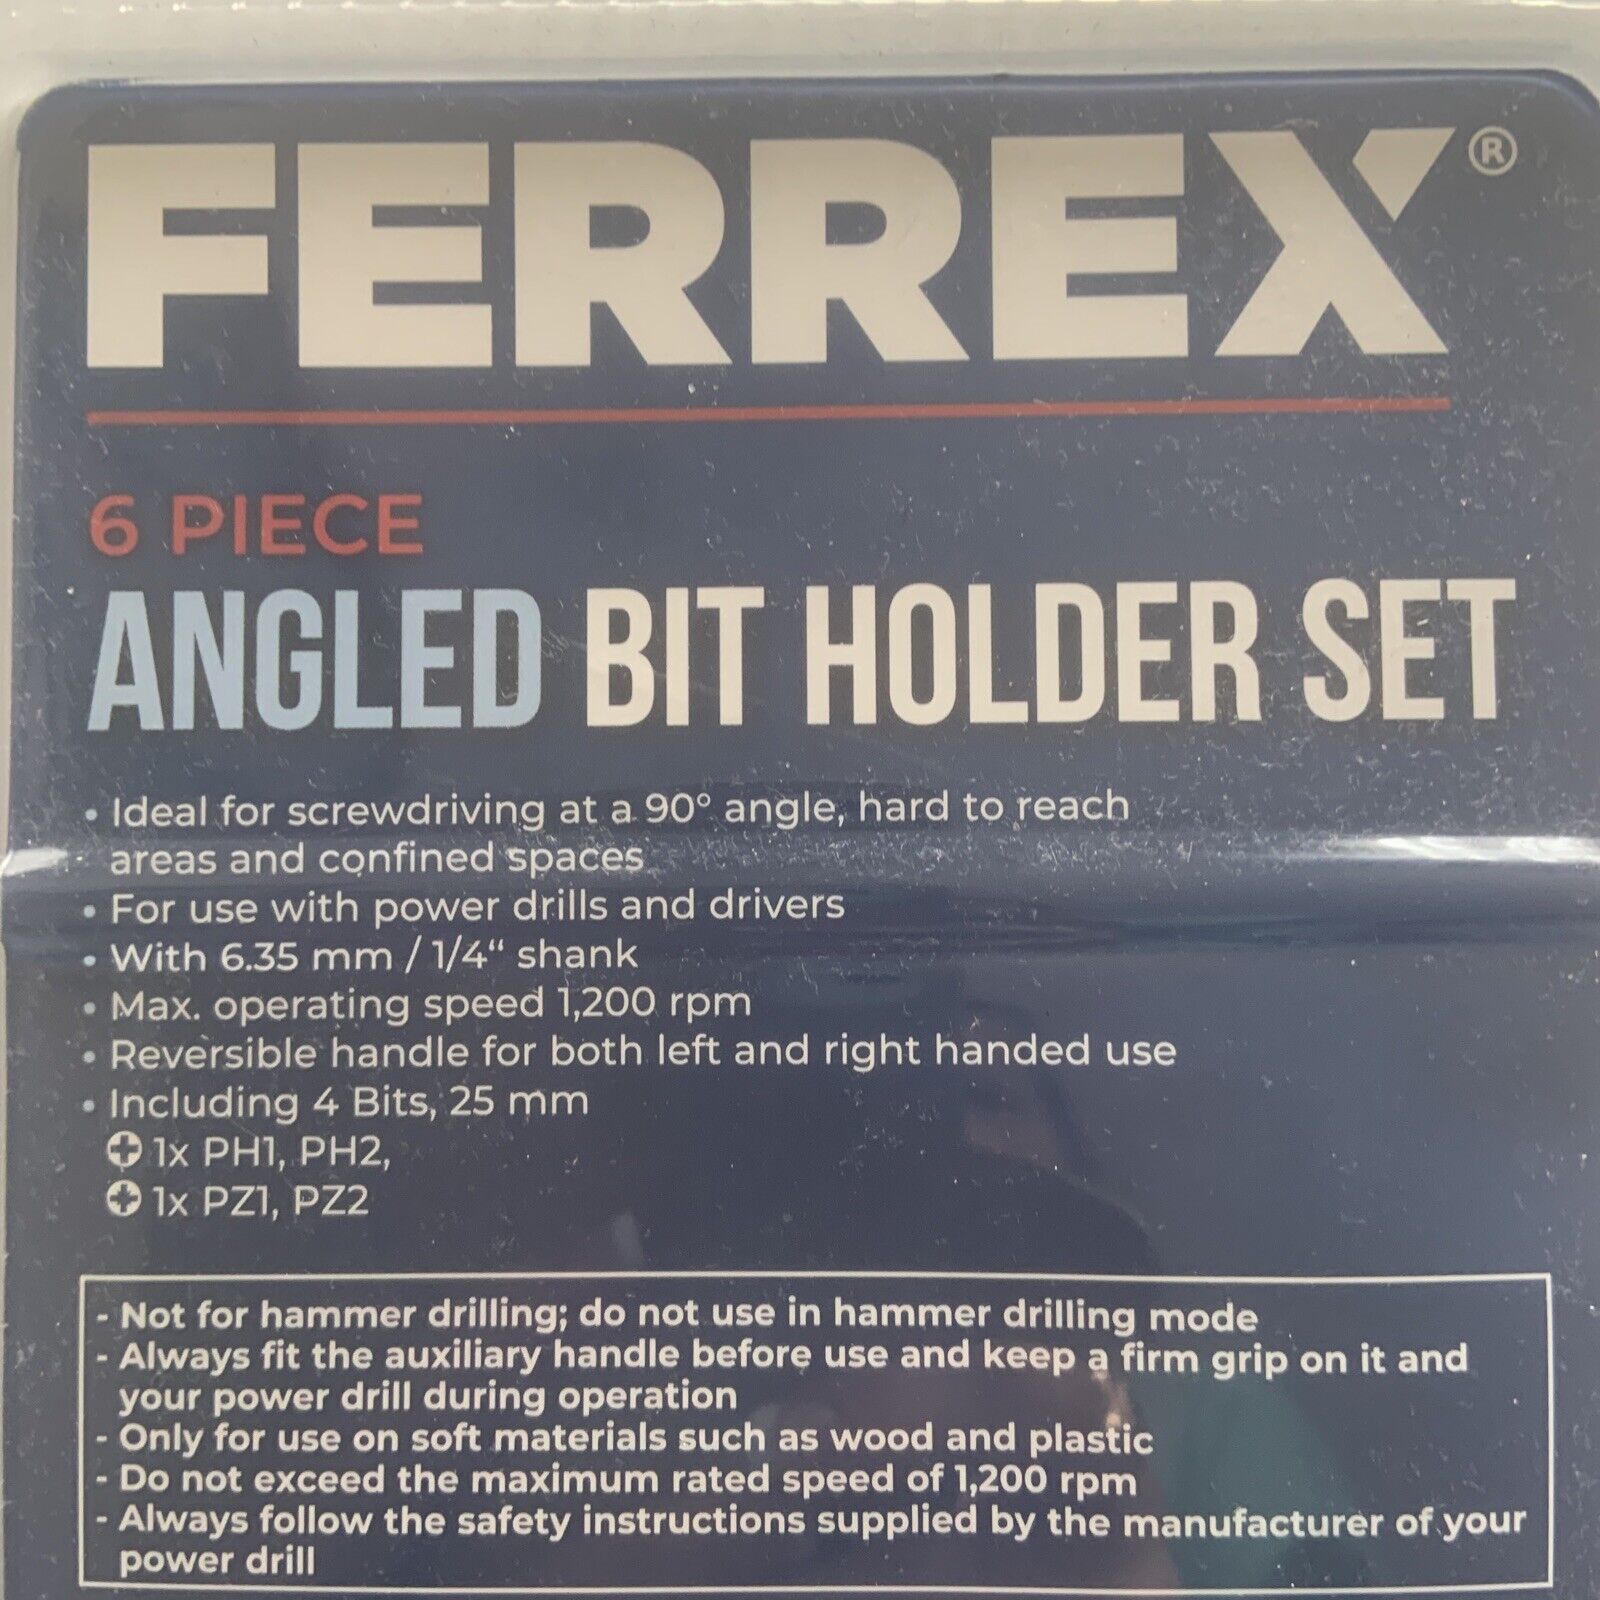 FERREX®
6 PIECE
ANGLED BIT HOLDER SET
• Ideal for screwdriving at a 90° angle, hard to reach
areas and confined spaces
• For use with power drills and drivers
• With 6.35 mm / 1/4“ shank
• Max. operating speed 1,200 rpm
• Reversible handle for both left and right handed use
• Including 4 Bits, 25 mm
1x PH1, PH2,
1x PZ1, PZ2
- Not for hammer drilling; do not use in hammer drilling mode
- Always fit the auxiliary handle before use and keep a firm grip on it and
your power drill during operation
- Only for use on soft materials such as wood and plastic
- Do not exceed the maximum rated speed of 1,200 rpm
- Always follow the safety instructions supplied by the manufacturer of your
power drill